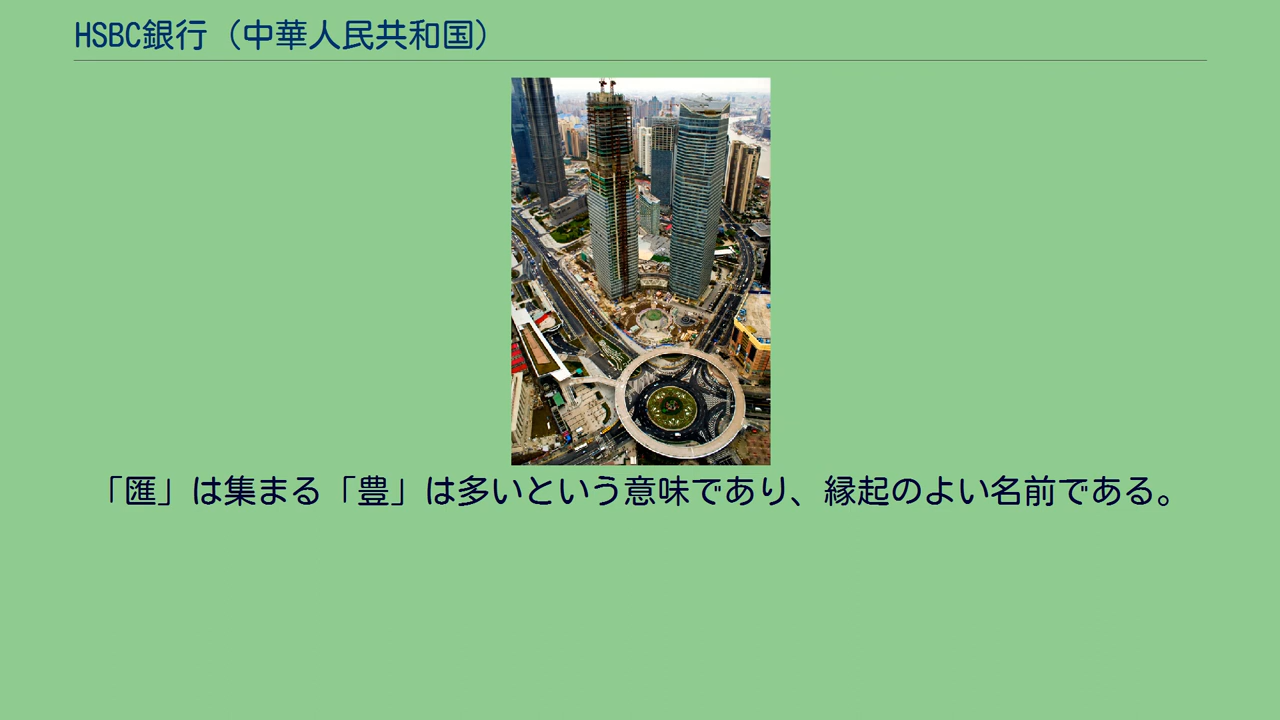 HSBC銀行（中華人民共和国）
「匯」は集まる「豊」は多いという意味であり、縁起のよい名前である。